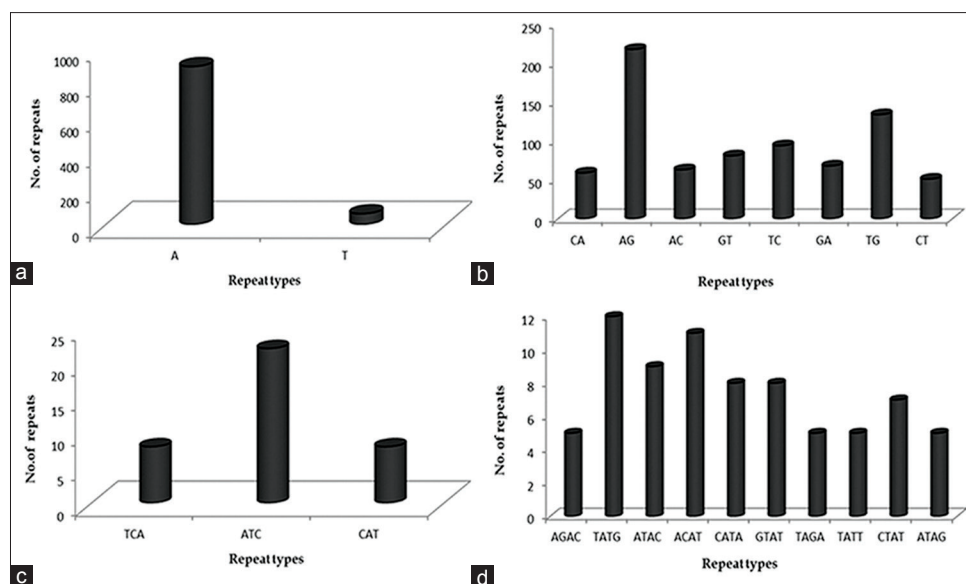 1000
800
600
400
200
0
No. of repeats
A T
Repeat types
a
250
200
150
100
50
0
No. of repeats
CA AG AC GT TC GA TG CT
Repeat types
b
25
20
15
10
5
0
No.of repeats
TCA ATC CAT
Repeat types
c
12
10
8
6
4
2
0
No. of repeats
AGAC TATG ATAC ACAT CATA GTAT TAGA TATT CTAT ATAG
Repeat types
d